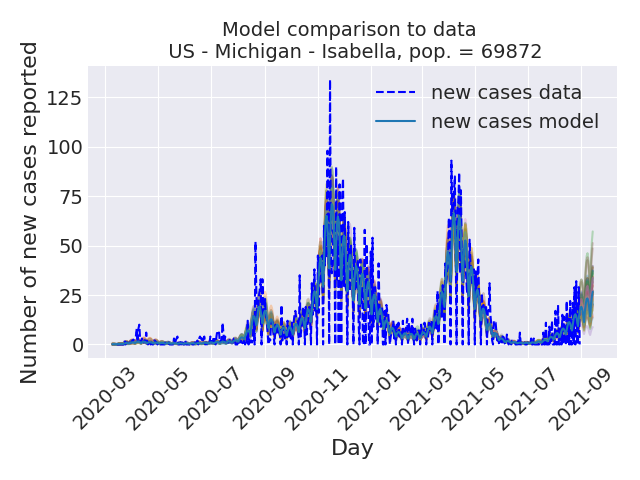 Model comparison to data
US - Michigan - Isabella, pop. = 69872
Number of new cases reported
125
100
75
50
25
0
new cases data
new cases model
2020-03
2020-05
2020-07
2020-09
2020-11
2021-01
2021-03
2021-05
2021-07
2021-09
Day